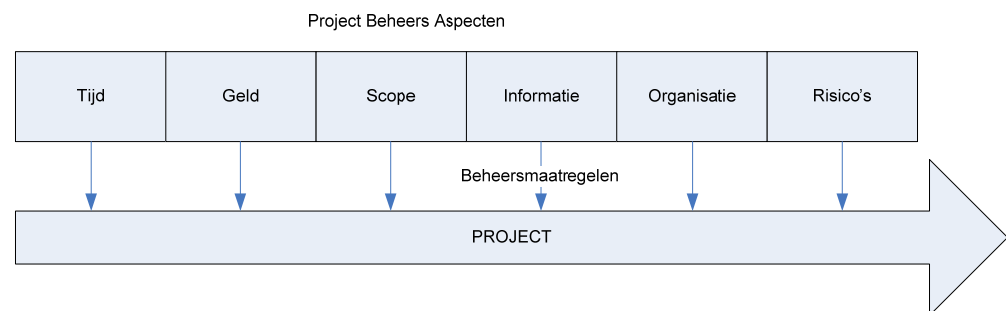 Project Beheers Aspecten
Tijd
Geld
Scope
Informatie
Organisatie
Risico's
Beheersmaatregelen
PROJECT